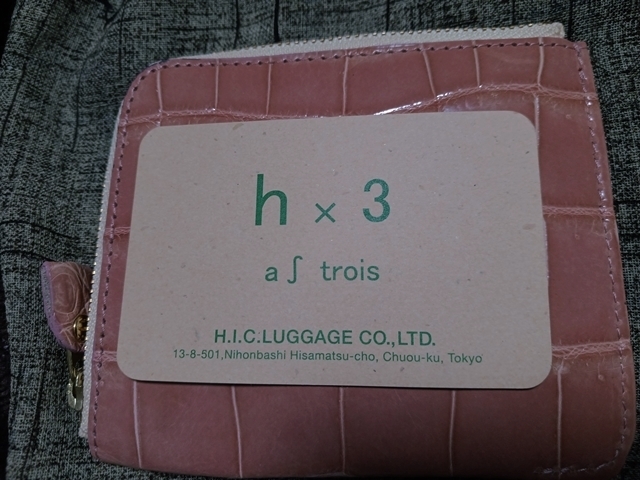 h × 3
a ʃ trois
H.I.C.LUGGAGE CO.,LTD.
13-8-501,Nihonbashi Hisamatsu-cho, Chuou-ku, Tokyo